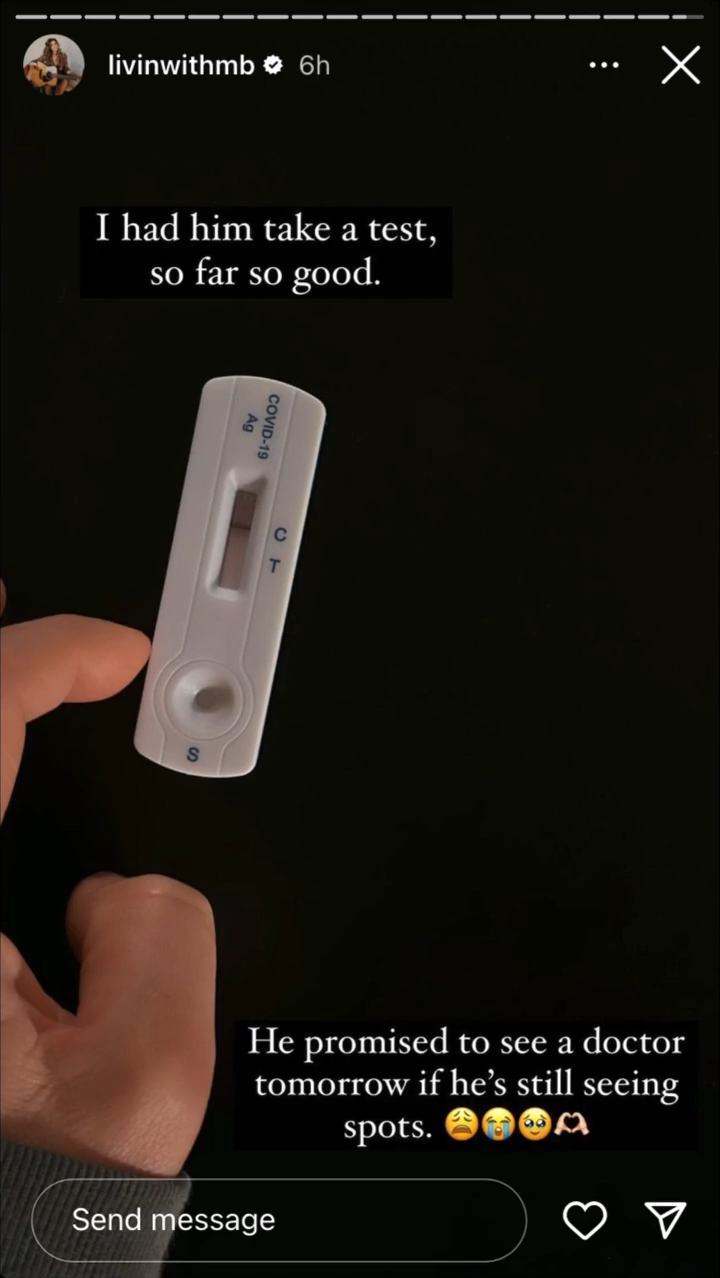 livinwithmb 6h
I had him take a test,
so far so good.
COVID-19
Ag
C
T
S
He promised to see a doctor
tomorrow if he's still seeing
spots. 😩😭🥹🫶🏻
Send message